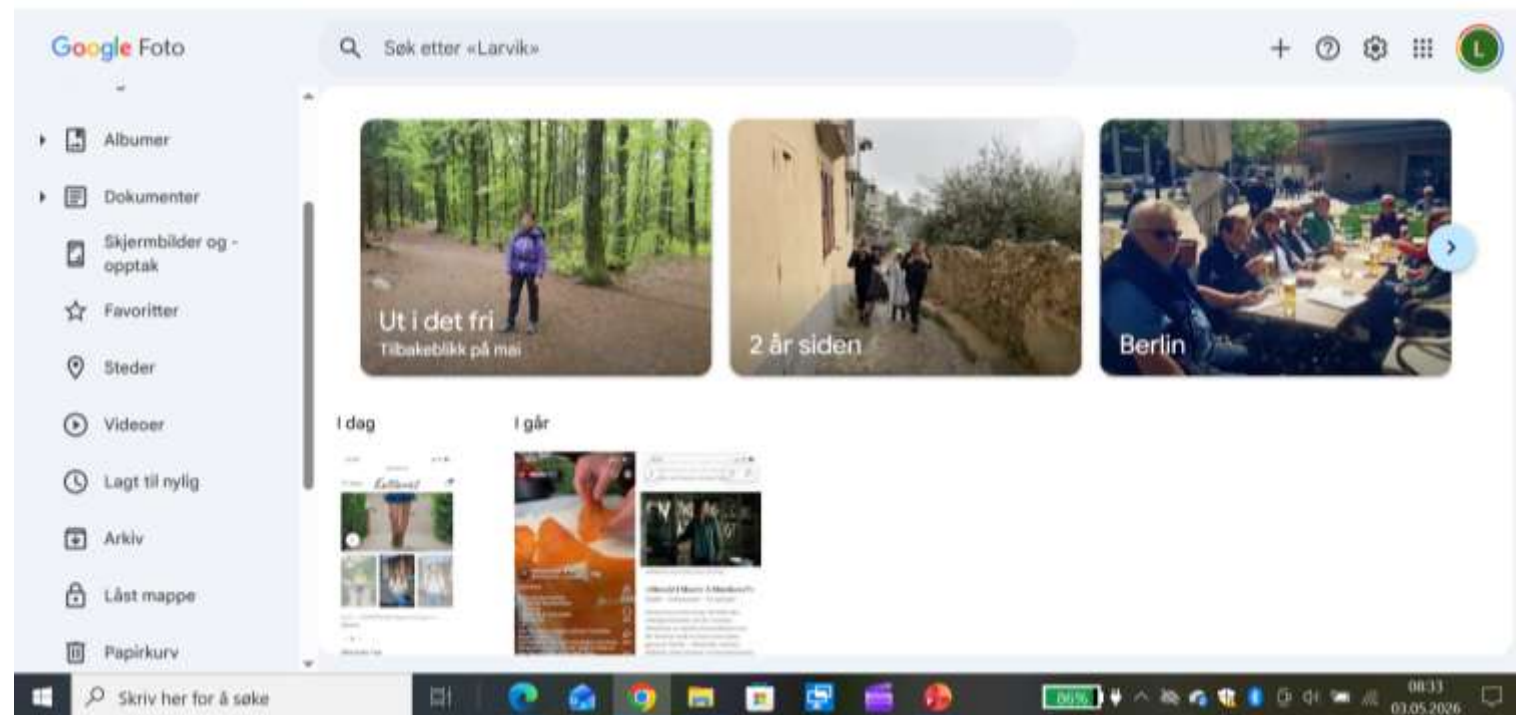 Google Foto
Søk etter «Larvik»
L
Albumer
Dokumenter
Skjermbilder og -
opptak
Favoritter
Steder
Videoer
Lagt til nylig
Arkiv
Låst mappe
Papirkurv
Ut i det fri
Tilbakeblikk på mai
2 år siden
Berlin
I dag
I går
Skriv her for å søke
86%
08:33
03.05.2026